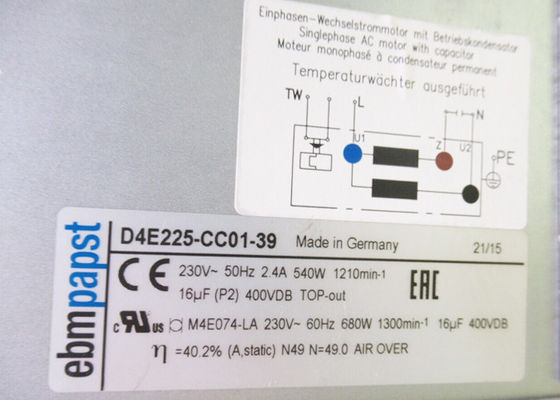 Einphasen-Wechselstrommotor mit Betriebskondensator
Singlephase AC motor with capacitor
Moteur monophasé à condensateur permanent
Temperaturwächter ausgeführt
TW L N
U1 Z U2 PE
ebmpapst
D4E225-CC01-39 Made in Germany 21/15
CE 230V~ 50Hz 2.4A 540W 1210min-1 EAC
16µF (P2) 400VDB TOP-out
c RU us M4E074-LA 230V~ 60Hz 680W 1300min-1 16µF 400VDB
η =40.2% (A,static) N49 N=49.0 AIR OVER